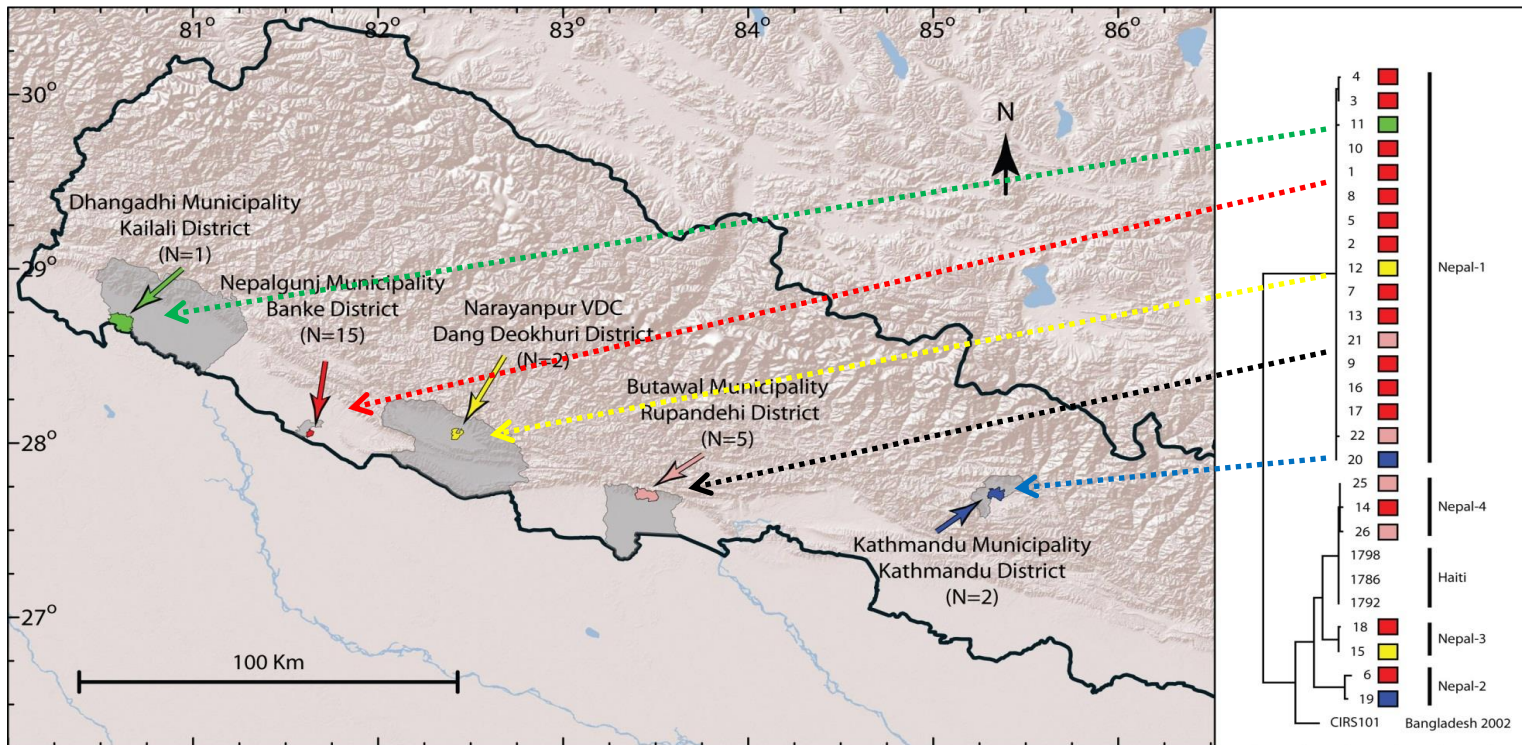 81°
82°
83°
84°
85°
86°
30°
29°
28°
27°
N
Dhangadhi Municipality
Kailali District
(N=1)
Nepalgunj Municipality
Banke District
(N=15)
Narayanpur VDC
Dang Deokhuri District
(N=2)
Butawal Municipality
Rupandehi District
(N=5)
Kathmandu Municipality
Kathmandu District
(N=2)
100 Km
4
3
11
10
1
8
5
2
12
7
13
21
9
16
17
22
20
Nepal-1
25
14
26
Nepal-4
1798
1786
1792
Haiti
18
15
Nepal-3
6
19
Nepal-2
CIRS101 Bangladesh 2002